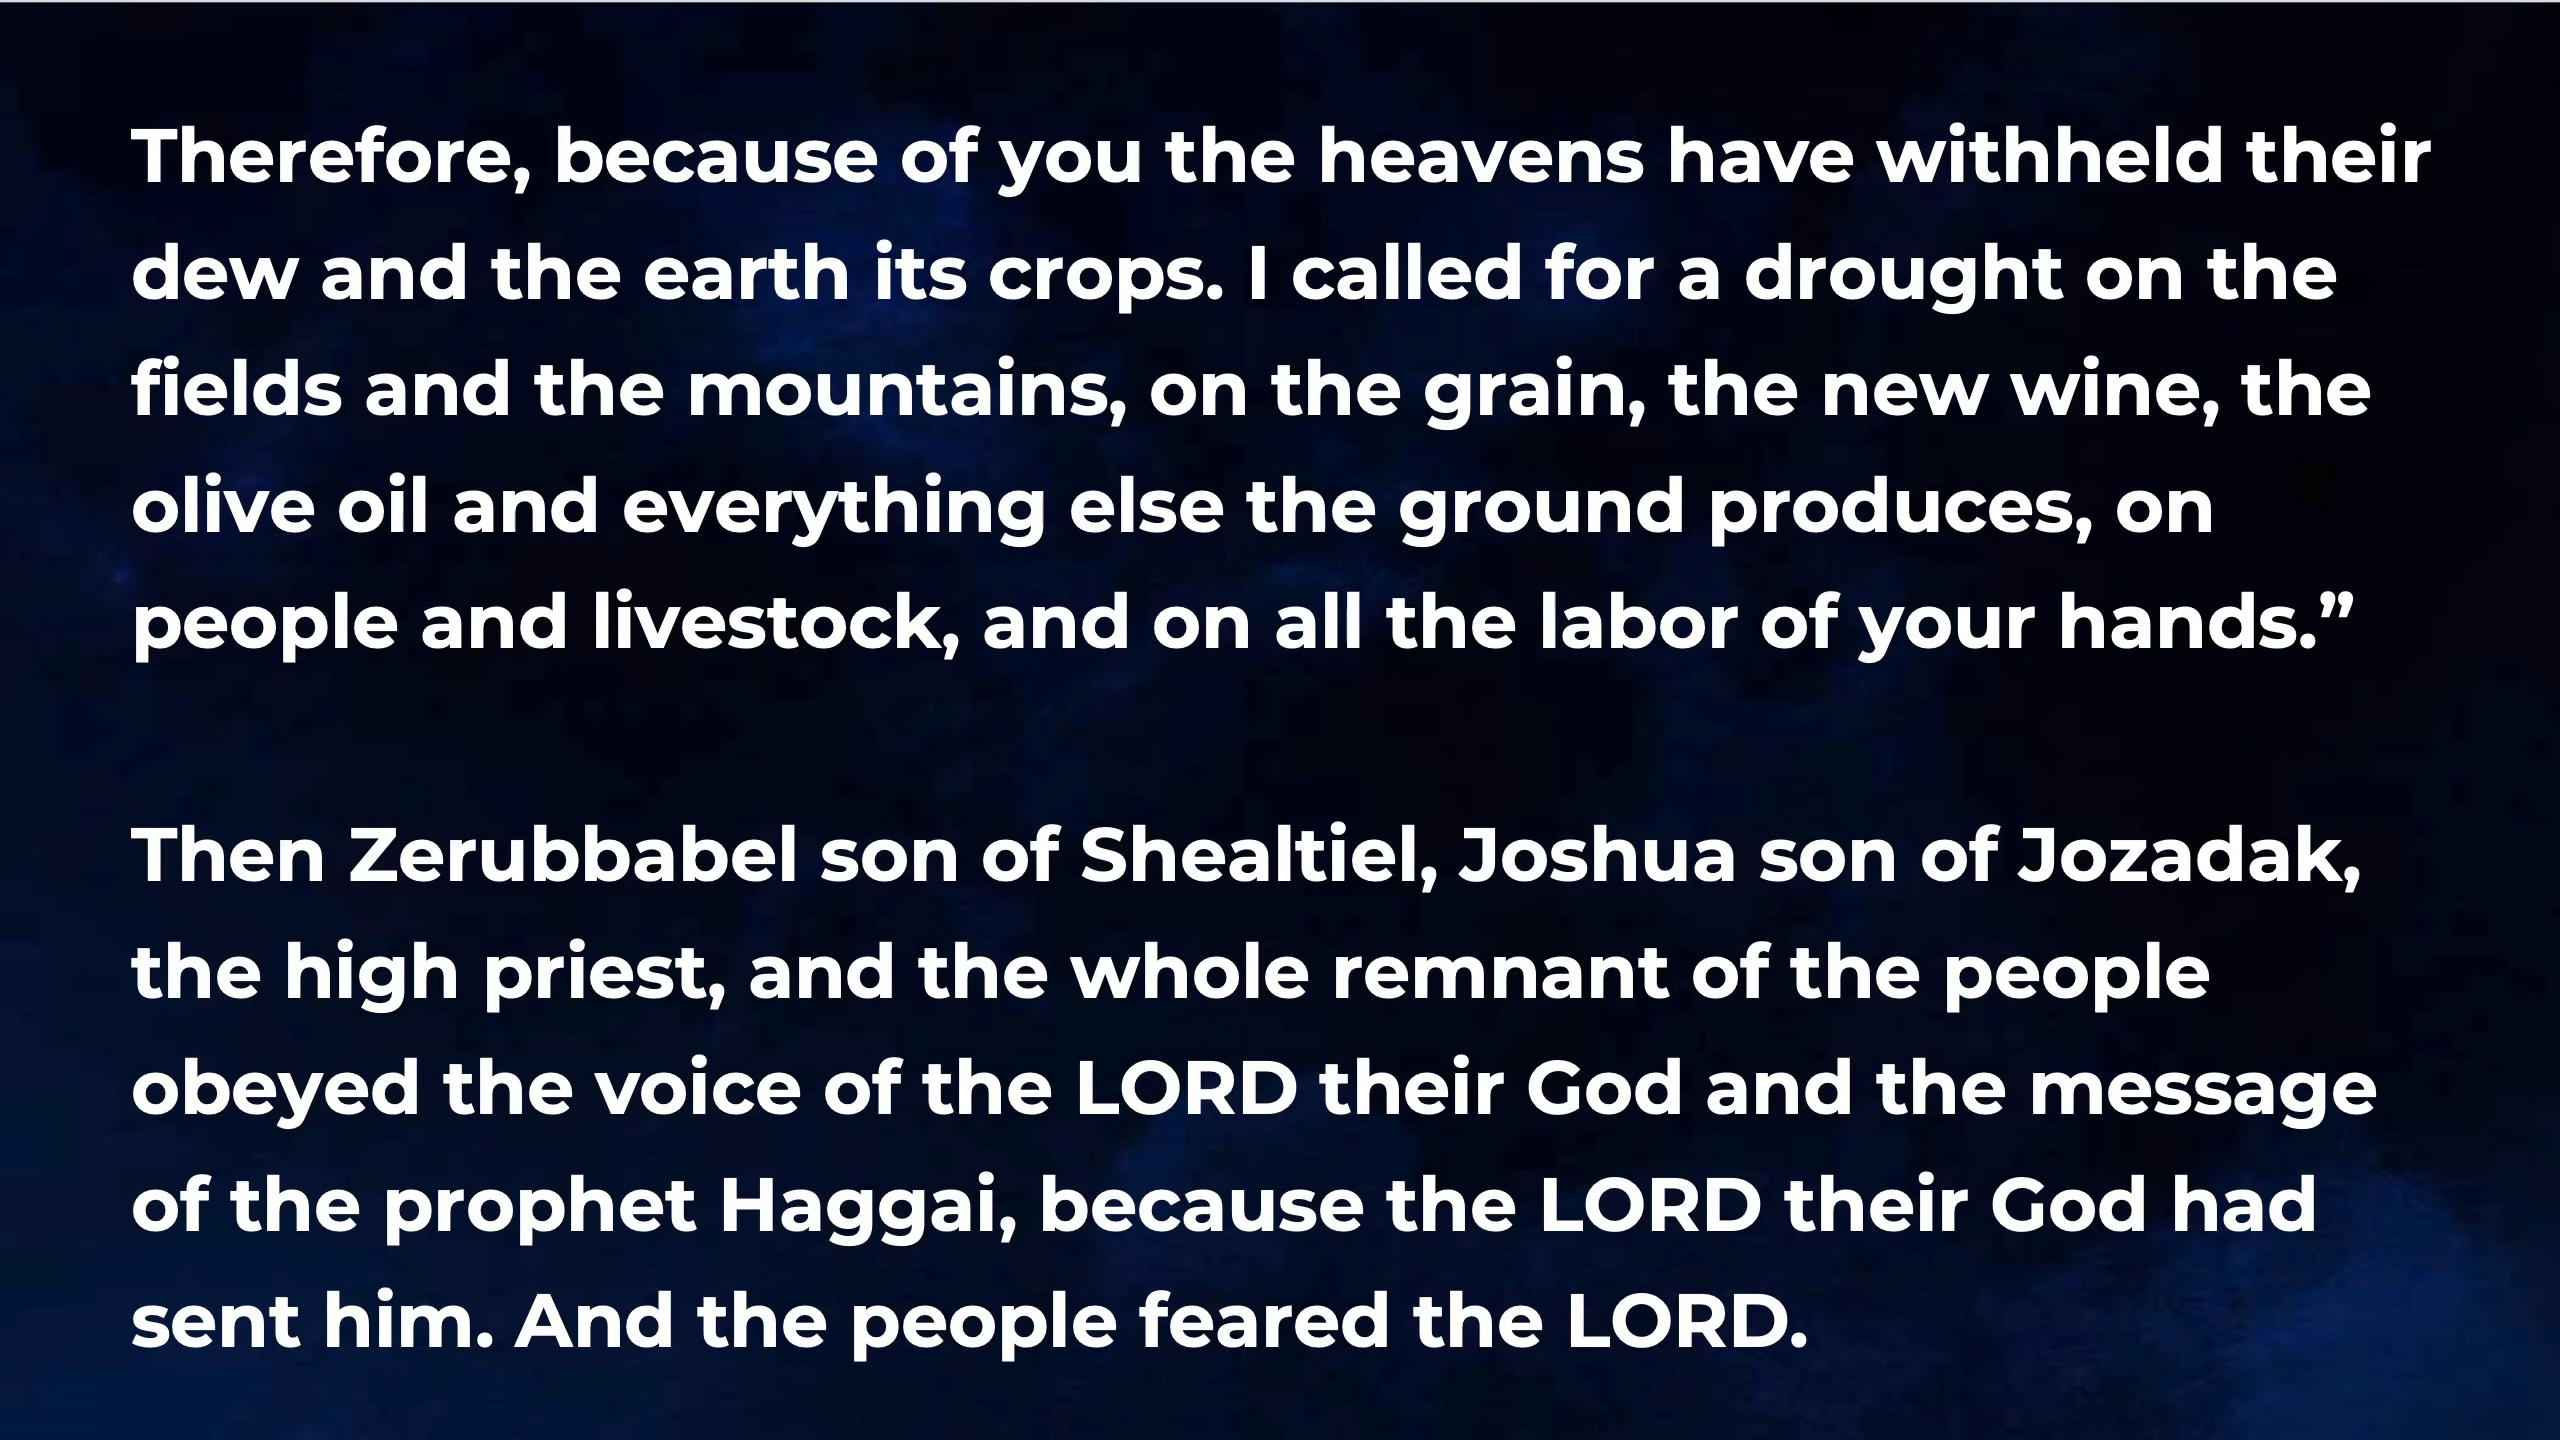 Therefore, because of you the heavens have withheld their
dew and the earth its crops. I called for a drought on the
fields and the mountains, on the grain, the new wine, the
olive oil and everything else the ground produces, on
people and livestock, and on all the labor of your hands.”
Then Zerubbabel son of Shealtiel, Joshua son of Jozadak,
the high priest, and the whole remnant of the people
obeyed the voice of the LORD their God and the message
of the prophet Haggai, because the LORD their God had
sent him. And the people feared the LORD.